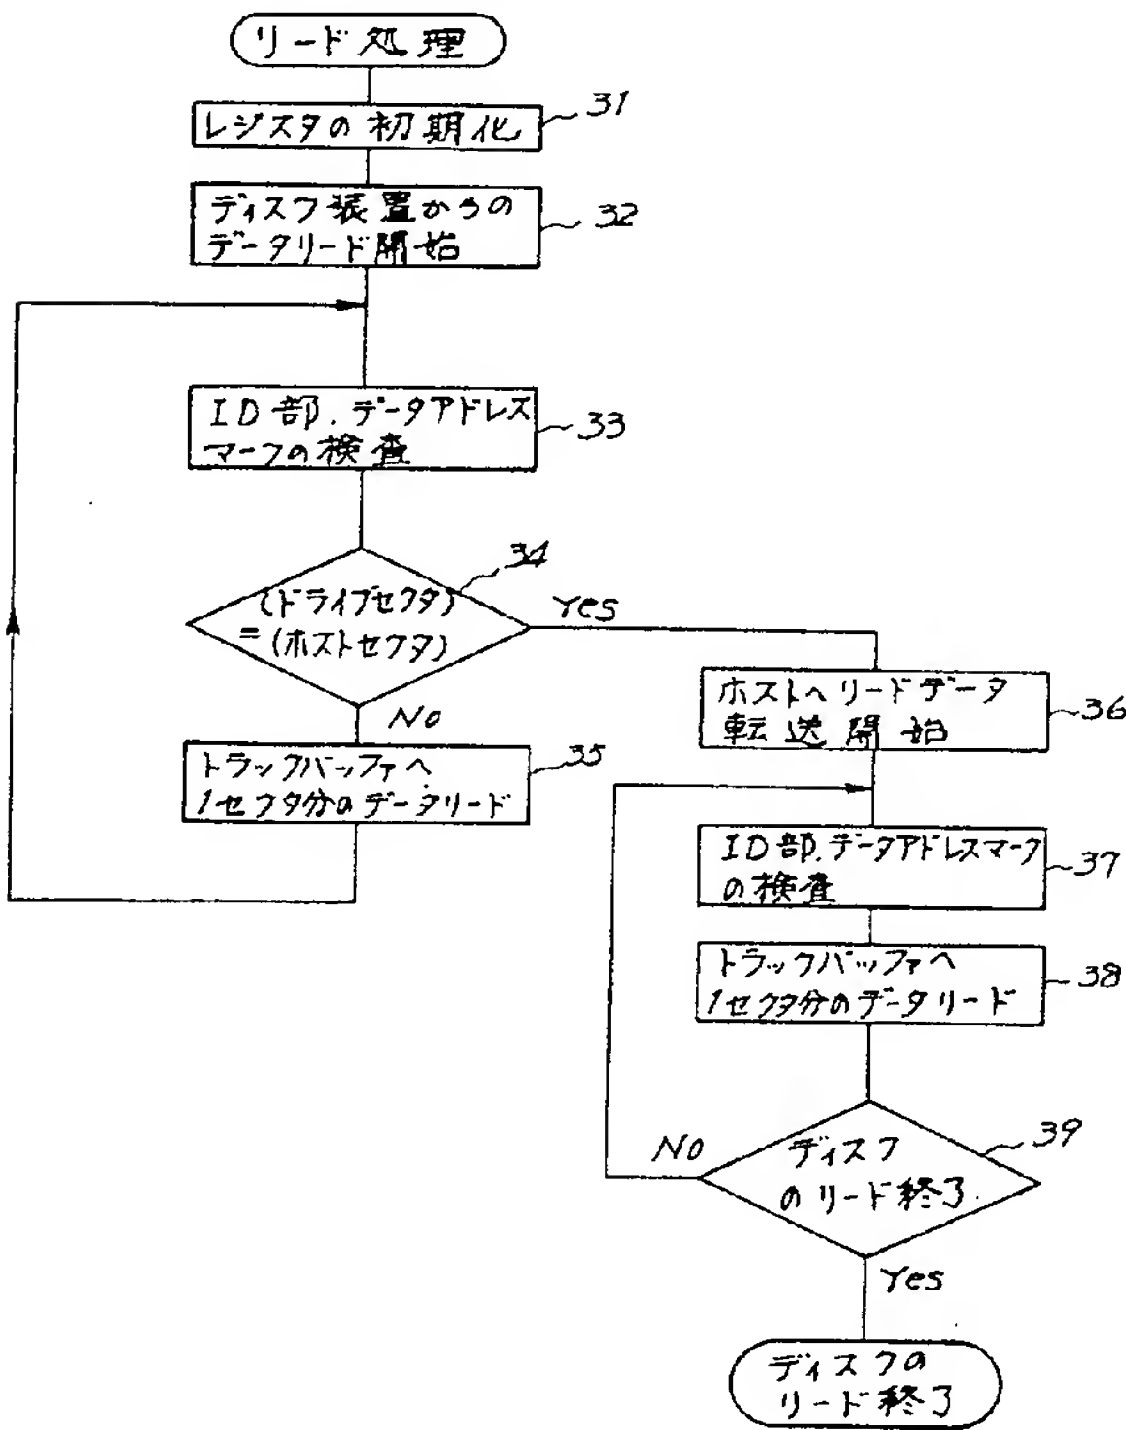 リード処理
レジスタの初期化
31
ディスク装置からの
データリード開始
32
ID部.データアドレス
マークの検査
33
34
(ドライブセクタ)
=(ホストセクタ)
Yes
No
トラックバッファへ
1セクタ分のデータリード
35
ホストへリードデータ
転送開始
36
ID部.データアドレスマーク
の検査
37
トラックバッファへ
1セクタ分のデータリード
38
39
ディスク
のリード終了
No
Yes
ディスクの
リード終了